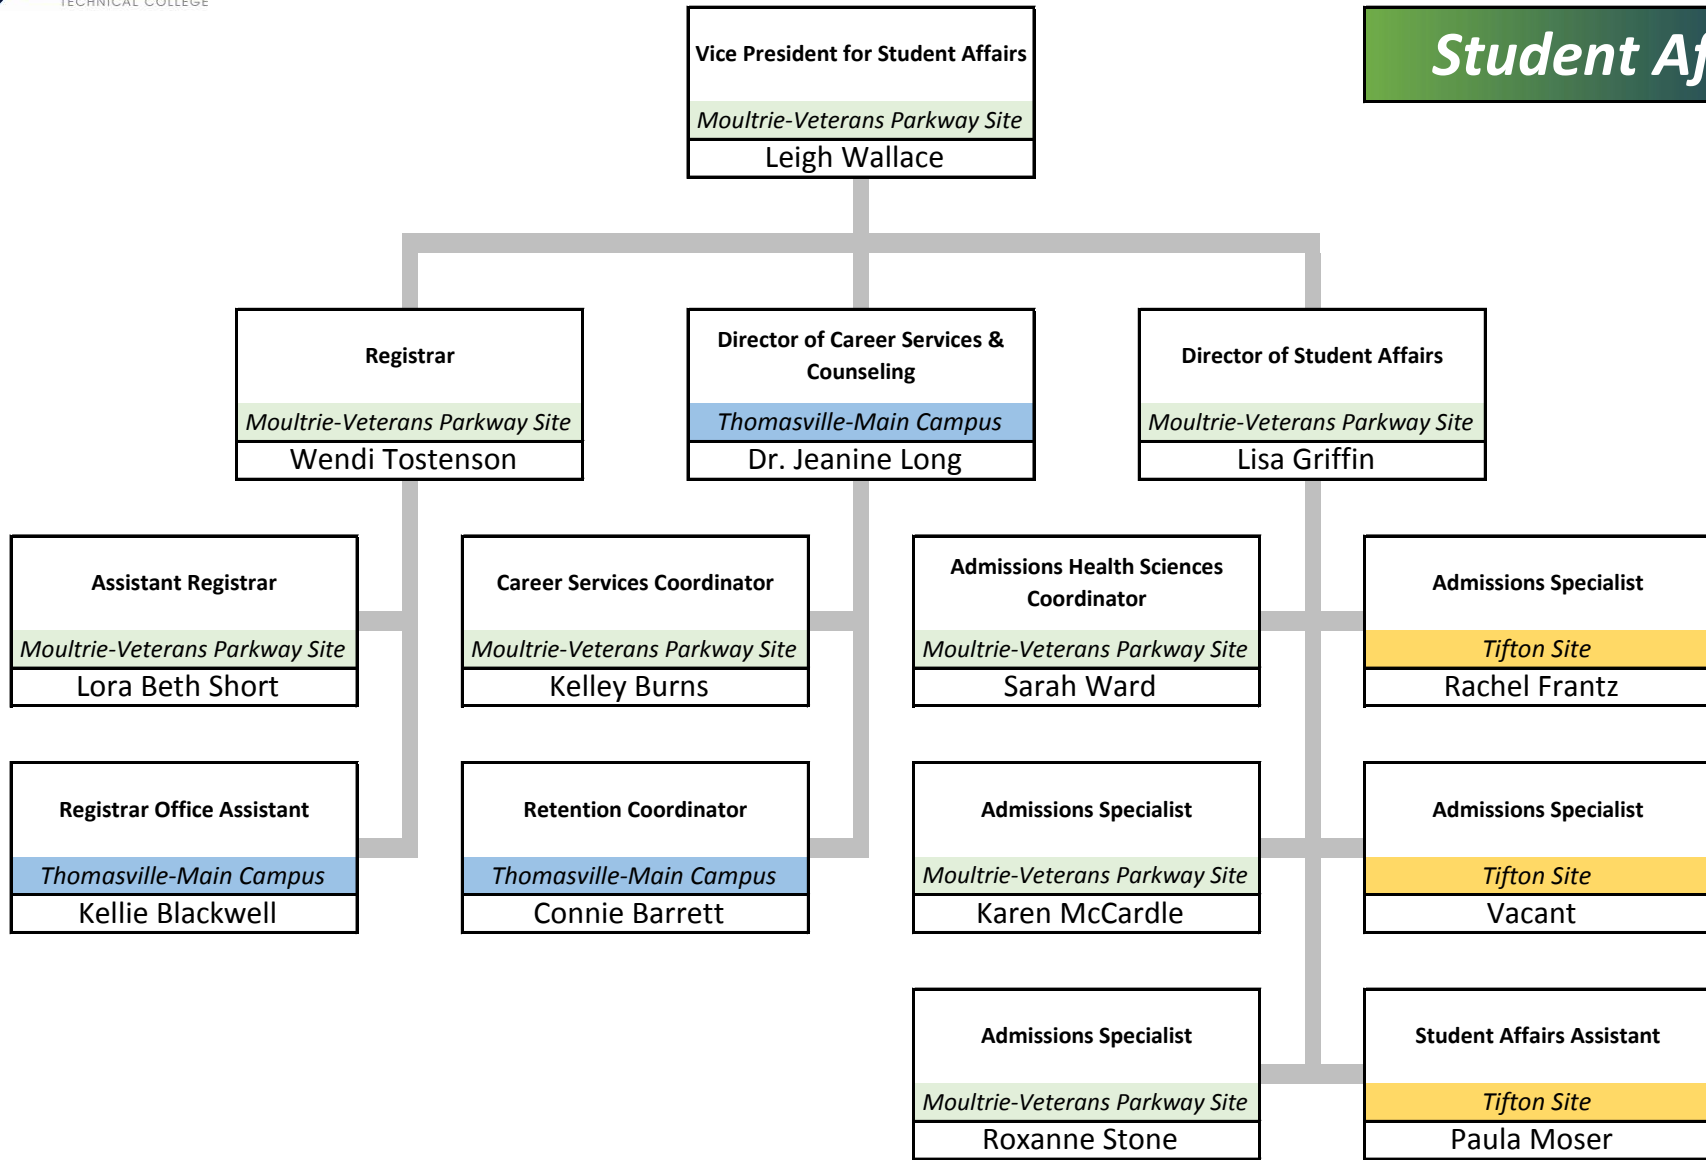 TECHNICAL COLLEGE
Student Af
Vice President for Student Affairs
Moultrie-Veterans Parkway Site
Leigh Wallace
Registrar
Moultrie-Veterans Parkway Site
Wendi Tostenson
Director of Career Services &
Counseling
Thomasville-Main Campus
Dr. Jeanine Long
Director of Student Affairs
Moultrie-Veterans Parkway Site
Lisa Griffin
Assistant Registrar
Moultrie-Veterans Parkway Site
Lora Beth Short
Career Services Coordinator
Moultrie-Veterans Parkway Site
Kelley Burns
Admissions Health Sciences
Coordinator
Moultrie-Veterans Parkway Site
Sarah Ward
Admissions Specialist
Tifton Site
Rachel Frantz
Registrar Office Assistant
Thomasville-Main Campus
Kellie Blackwell
Retention Coordinator
Thomasville-Main Campus
Connie Barrett
Admissions Specialist
Moultrie-Veterans Parkway Site
Karen McCardle
Admissions Specialist
Tifton Site
Vacant
Admissions Specialist
Moultrie-Veterans Parkway Site
Roxanne Stone
Student Affairs Assistant
Tifton Site
Paula Moser